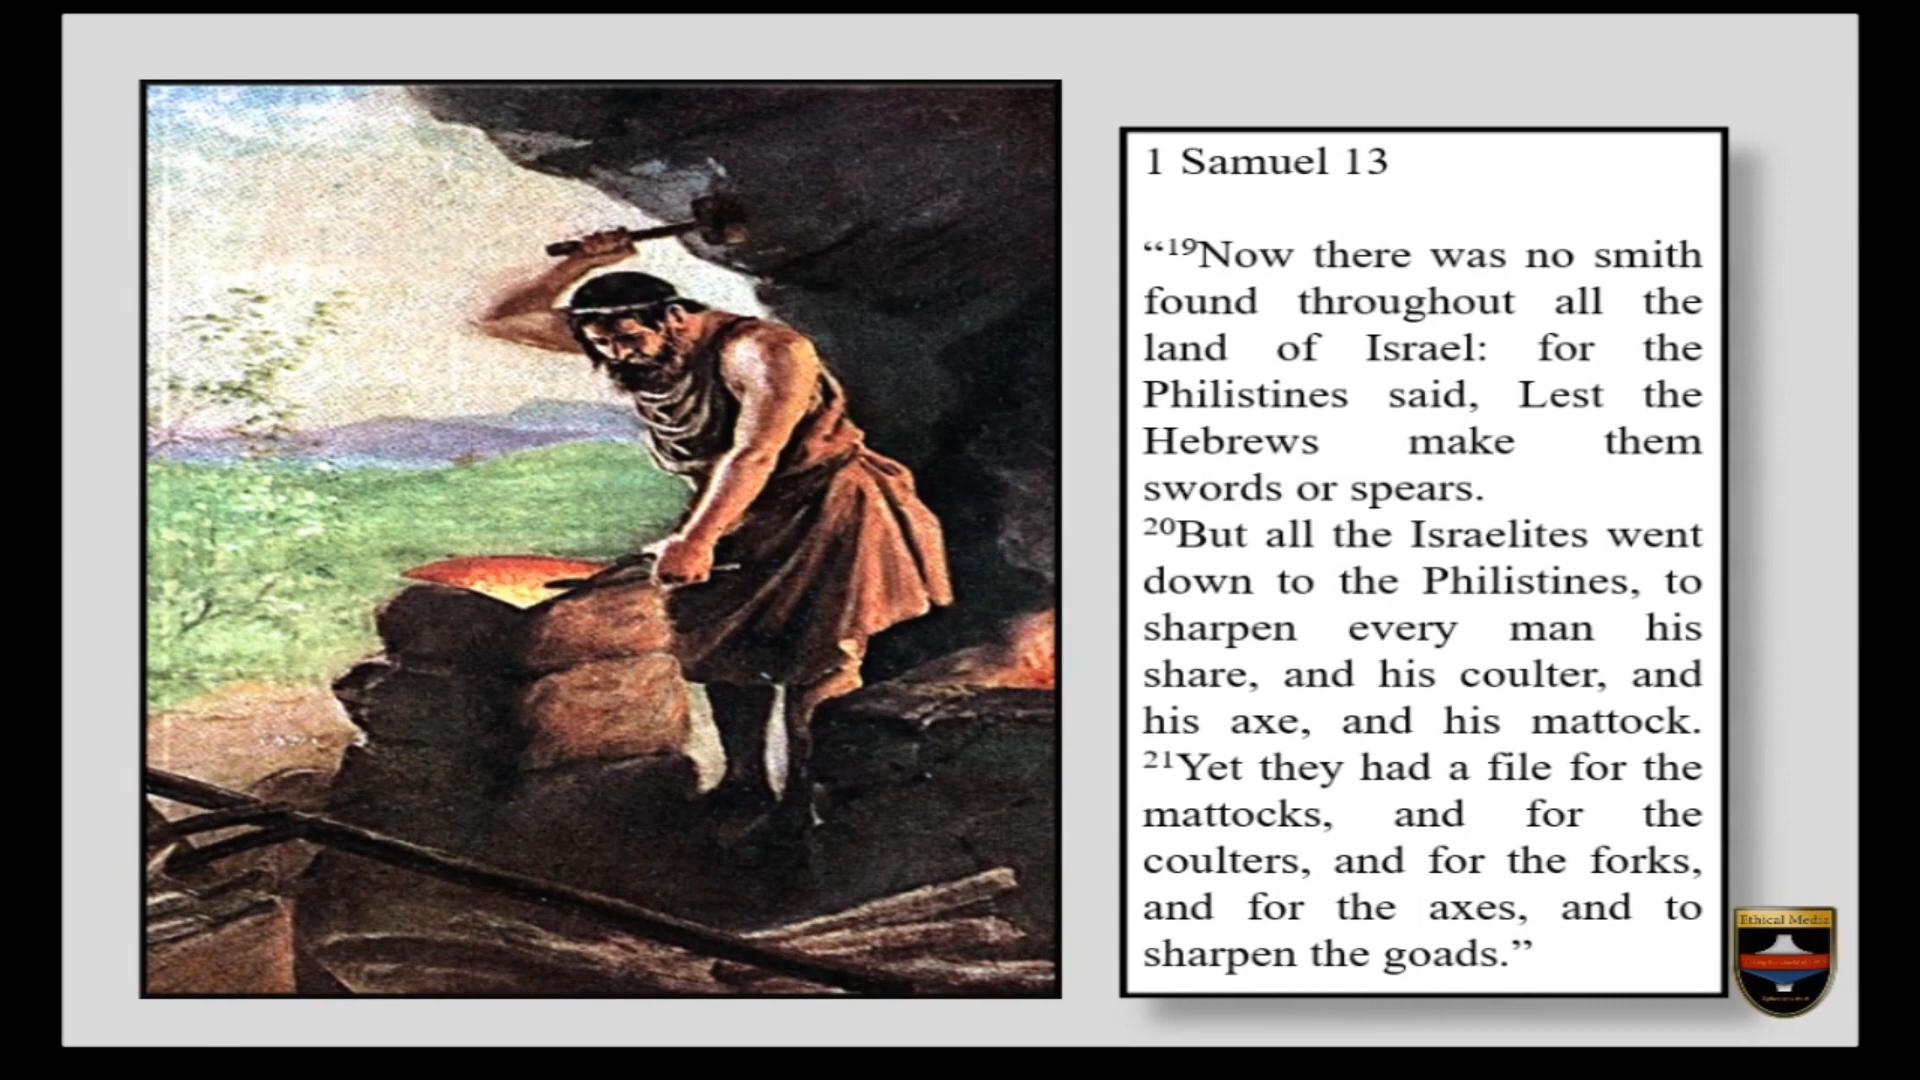 1 Samuel 13
“¹⁹Now there was no smith
found throughout all the
land of Israel: for the
Philistines said, Lest the
Hebrews make them
swords or spears.
²⁰But all the Israelites went
down to the Philistines, to
sharpen every man his
share, and his coulter, and
his axe, and his mattock.
²¹Yet they had a file for the
mattocks, and for the
coulters, and for the forks,
and for the axes, and to
sharpen the goads.”
Ethical Media